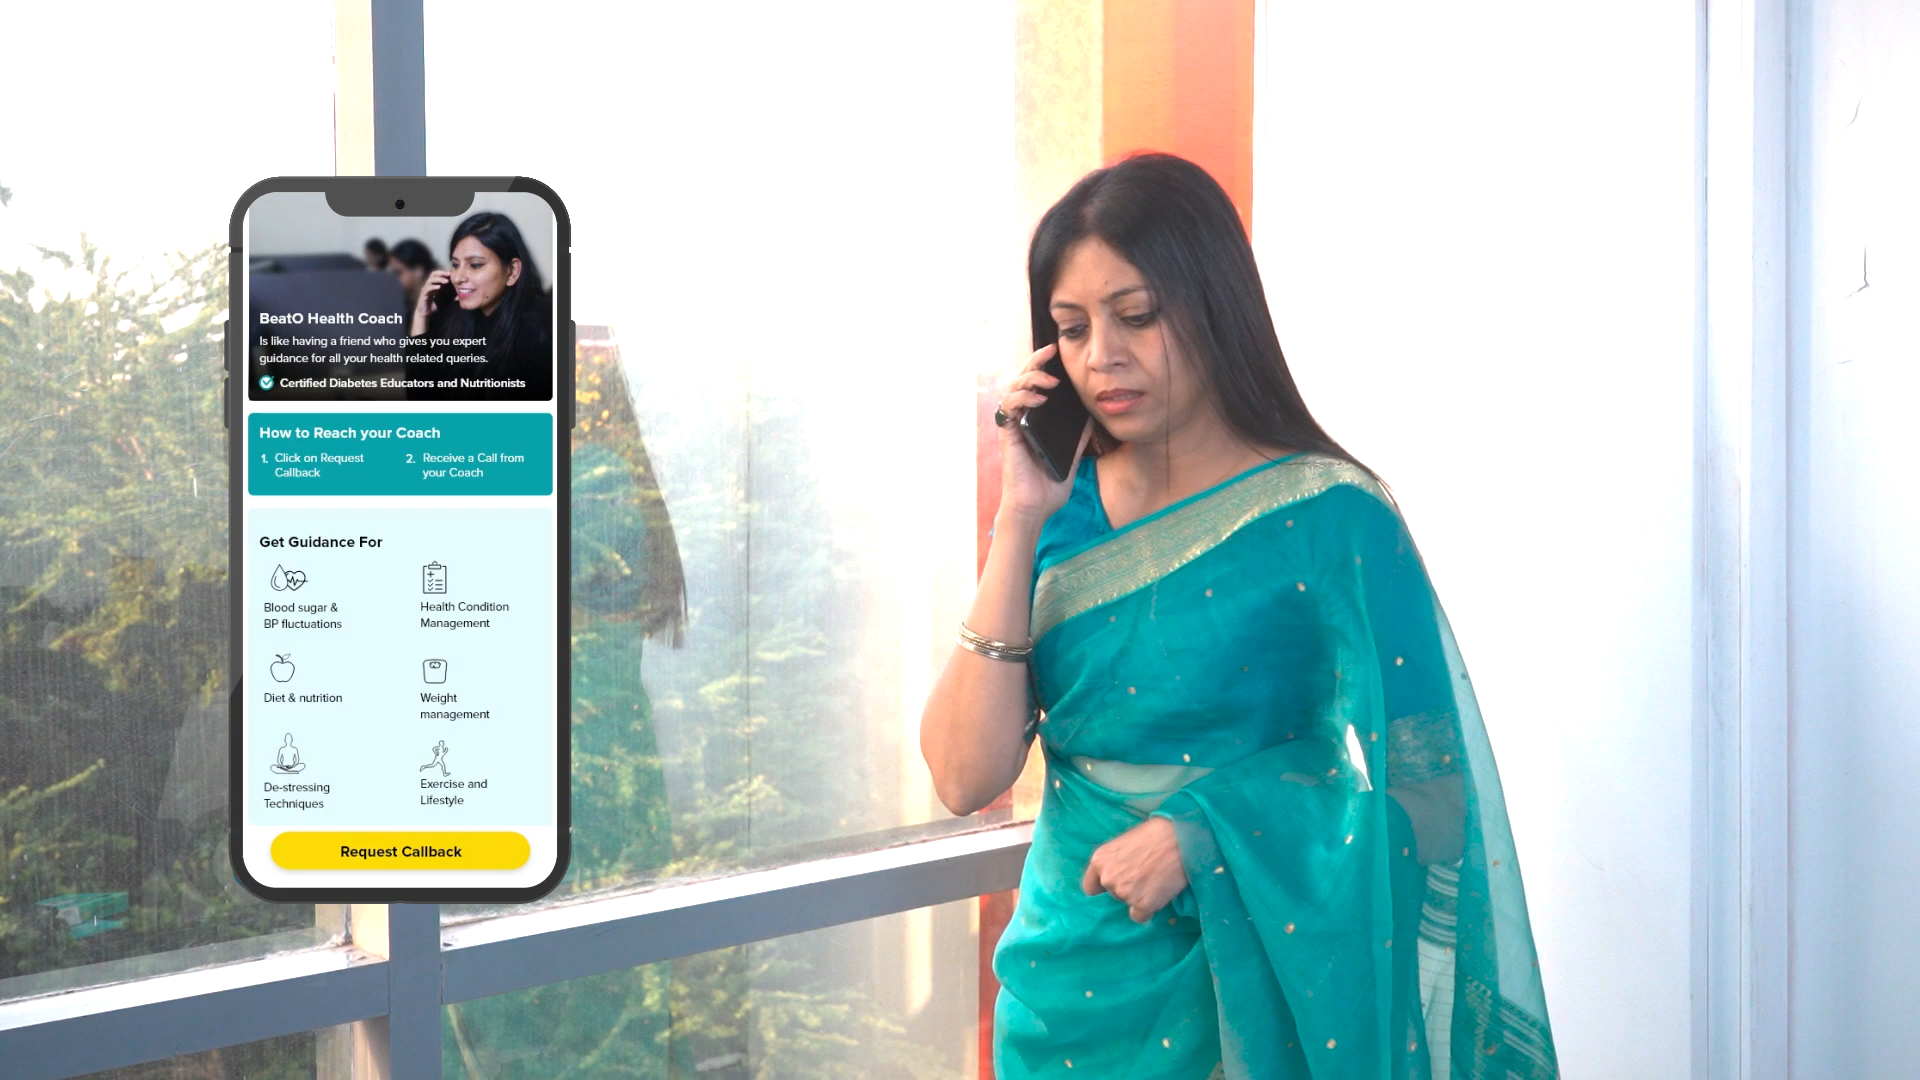 BeatO Health Coach
Is like having a friend who gives you expert
guidance for all your health related queries.
Certified Diabetes Educators and Nutritionists
How to Reach your Coach
1. Click on Request
Callback
2. Receive a Call from
your Coach
Get Guidance For
Blood sugar &
BP fluctuations
Health Condition
Management
Diet & nutrition
Weight
management
De-stressing
Techniques
Exercise and
Lifestyle
Request Callback